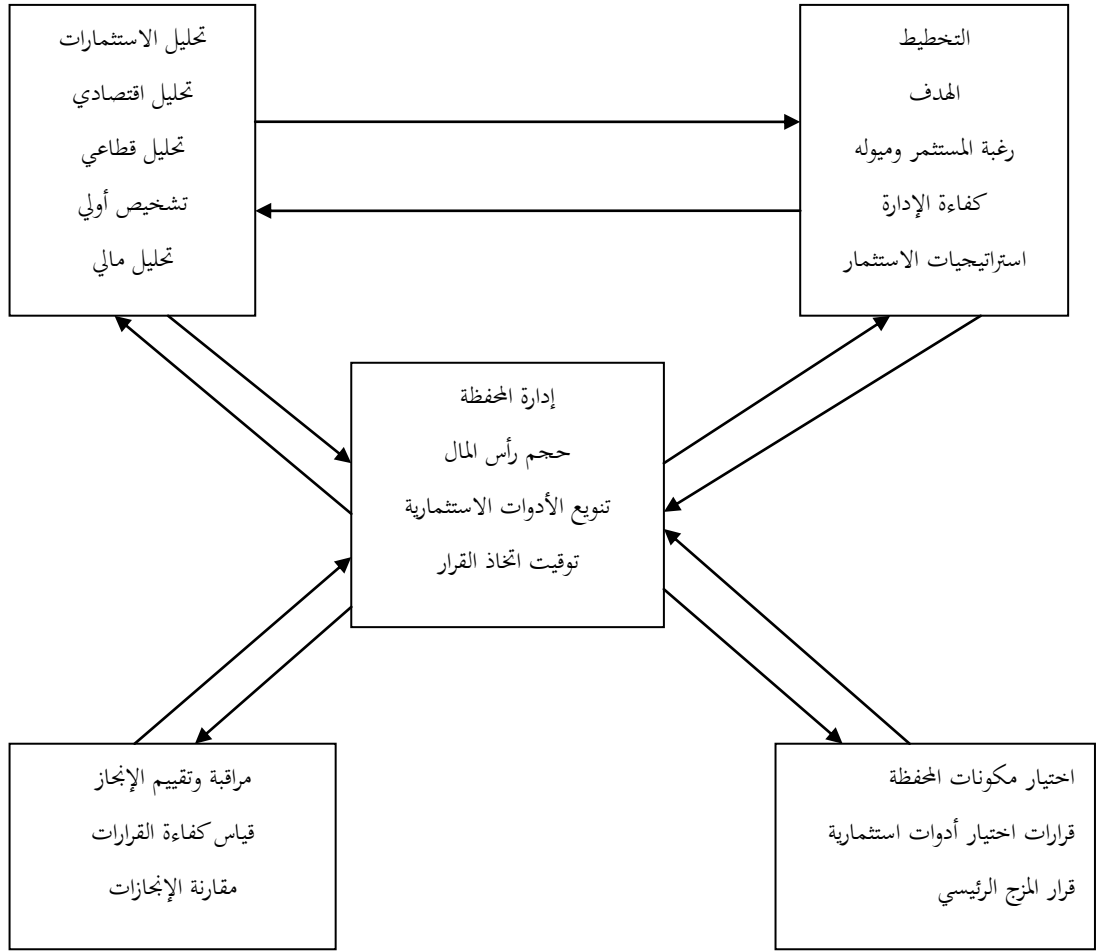 التخطيط
الهدف
رغبة المستثمر وميوله
كفاءة الإدارة
استراتيجيات الاستثمار
تحليل الاستثمارات
تحليل اقتصادي
تحليل قطاعي
تشخيص أولي
تحليل مالي
إدارة المحفظة
حجم رأس المال
تنويع الأدوات الاستثمارية
توقيت اتخاذ القرار
اختيار مكونات المحفظة
قرارات اختيار أدوات استثمارية
قرار المزج الرئيسي
مراقبة وتقييم الإنجاز
قياس كفاءة القرارات
مقارنة الإنجازات